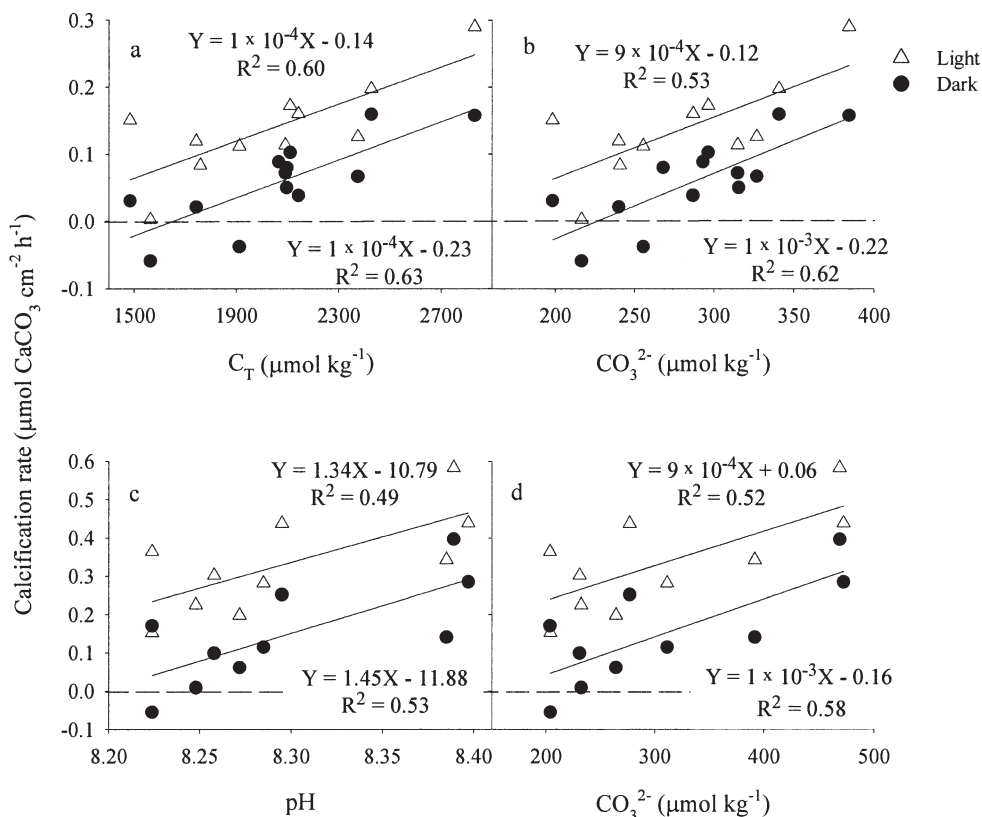 Calcification rate (μmol CaCO₃ cm⁻² h⁻¹)
0.3
0.2
0.1
0.0
-0.1
a
Y = 1 × 10⁻⁴X - 0.14
R² = 0.60
Y = 1 × 10⁻⁴X - 0.23
R² = 0.63
1500 1900 2300 2700
C_T (μmol kg⁻¹)
b
Y = 9 × 10⁻⁴X - 0.12
R² = 0.53
Y = 1 × 10⁻³X - 0.22
R² = 0.62
200 250 300 350 400
CO₃²⁻ (μmol kg⁻¹)
Light
Dark
0.6
0.5
0.4
0.3
0.2
0.1
0.0
-0.1
c
Y = 1.34X - 10.79
R² = 0.49
Y = 1.45X - 11.88
R² = 0.53
8.20 8.25 8.30 8.35 8.40
pH
d
Y = 9 × 10⁻⁴X + 0.06
R² = 0.52
Y = 1 × 10⁻³X - 0.16
R² = 0.58
200 300 400 500
CO₃²⁻ (μmol kg⁻¹)